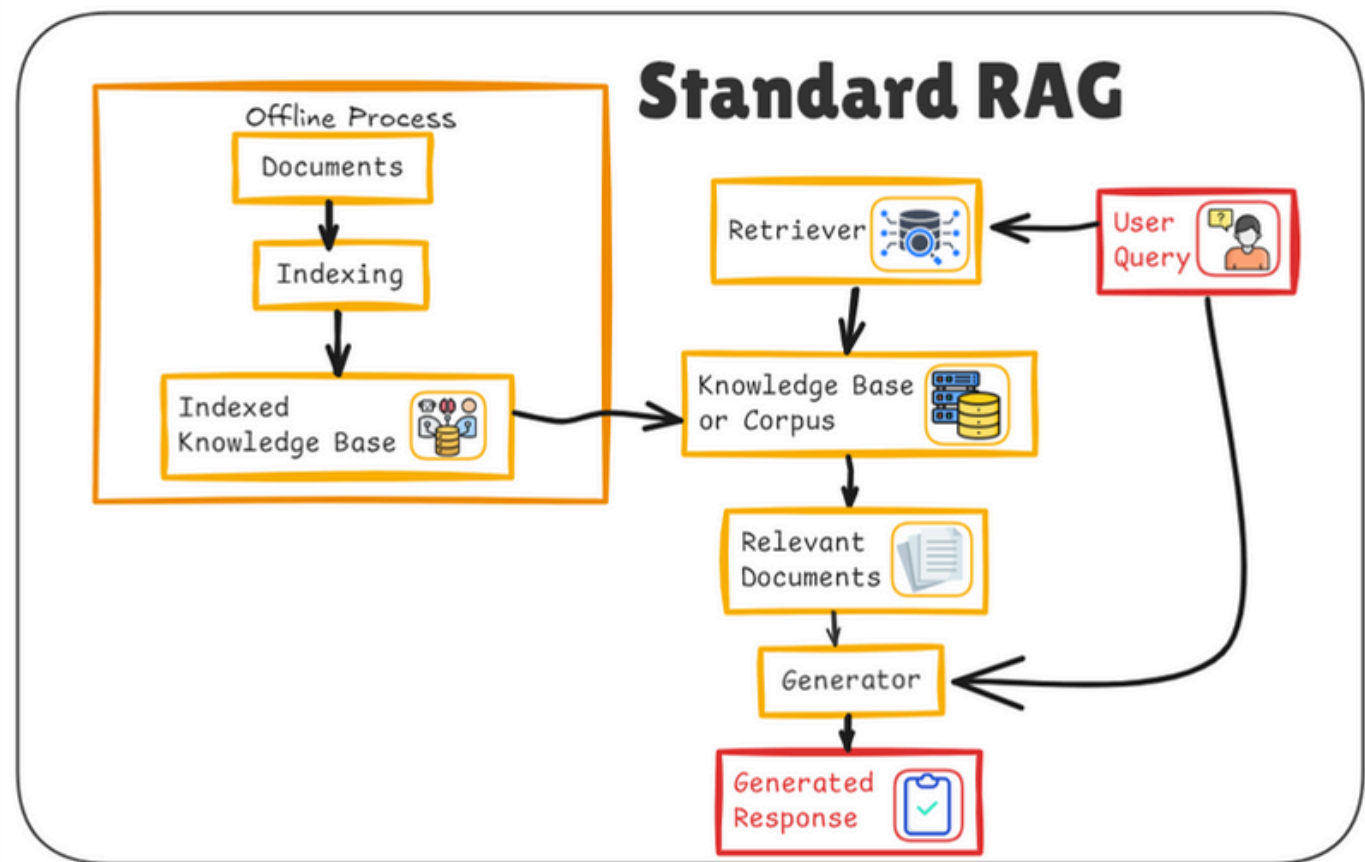 Standard RAG
Offline Process
Documents
Indexing
Indexed
Knowledge Base
Retriever
User
Query
?
Knowledge Base
or Corpus
Relevant
Documents
Generator
Generated
Response